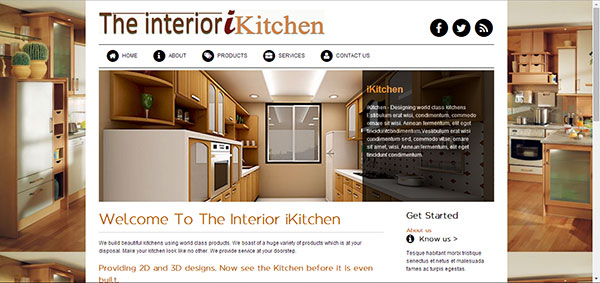 The interior iKitchen
HOME
ABOUT
PRODUCTS
SERVICES
CONTACT US
iKitchen
iKitchen - Designing world class kitchens
Estibulum erat wisi, condimentum, commodo
ornare sit wisi. Aenean fermentum, elit eget
tincidunt condimentum, Vestibulum erat wisi
condimentum sed, commodo vitae, ornare
sit amet, wisi. Aenean fermentum, elit eget
tincidunt condimentum.
Welcome To The Interior iKitchen
We build beautiful kitchens using world class products. We boast of a huge variety of products which is at your
disposal. Make your kitchen look like no other. We provide service at your doorstep.
Providing 2D and 3D designs. Now see the Kitchen before it is even
built.
Get Started
About us
Know us >
Tesque habitant morbi tristique
senectus et netus et malesuada
fames ac turpis egestas.